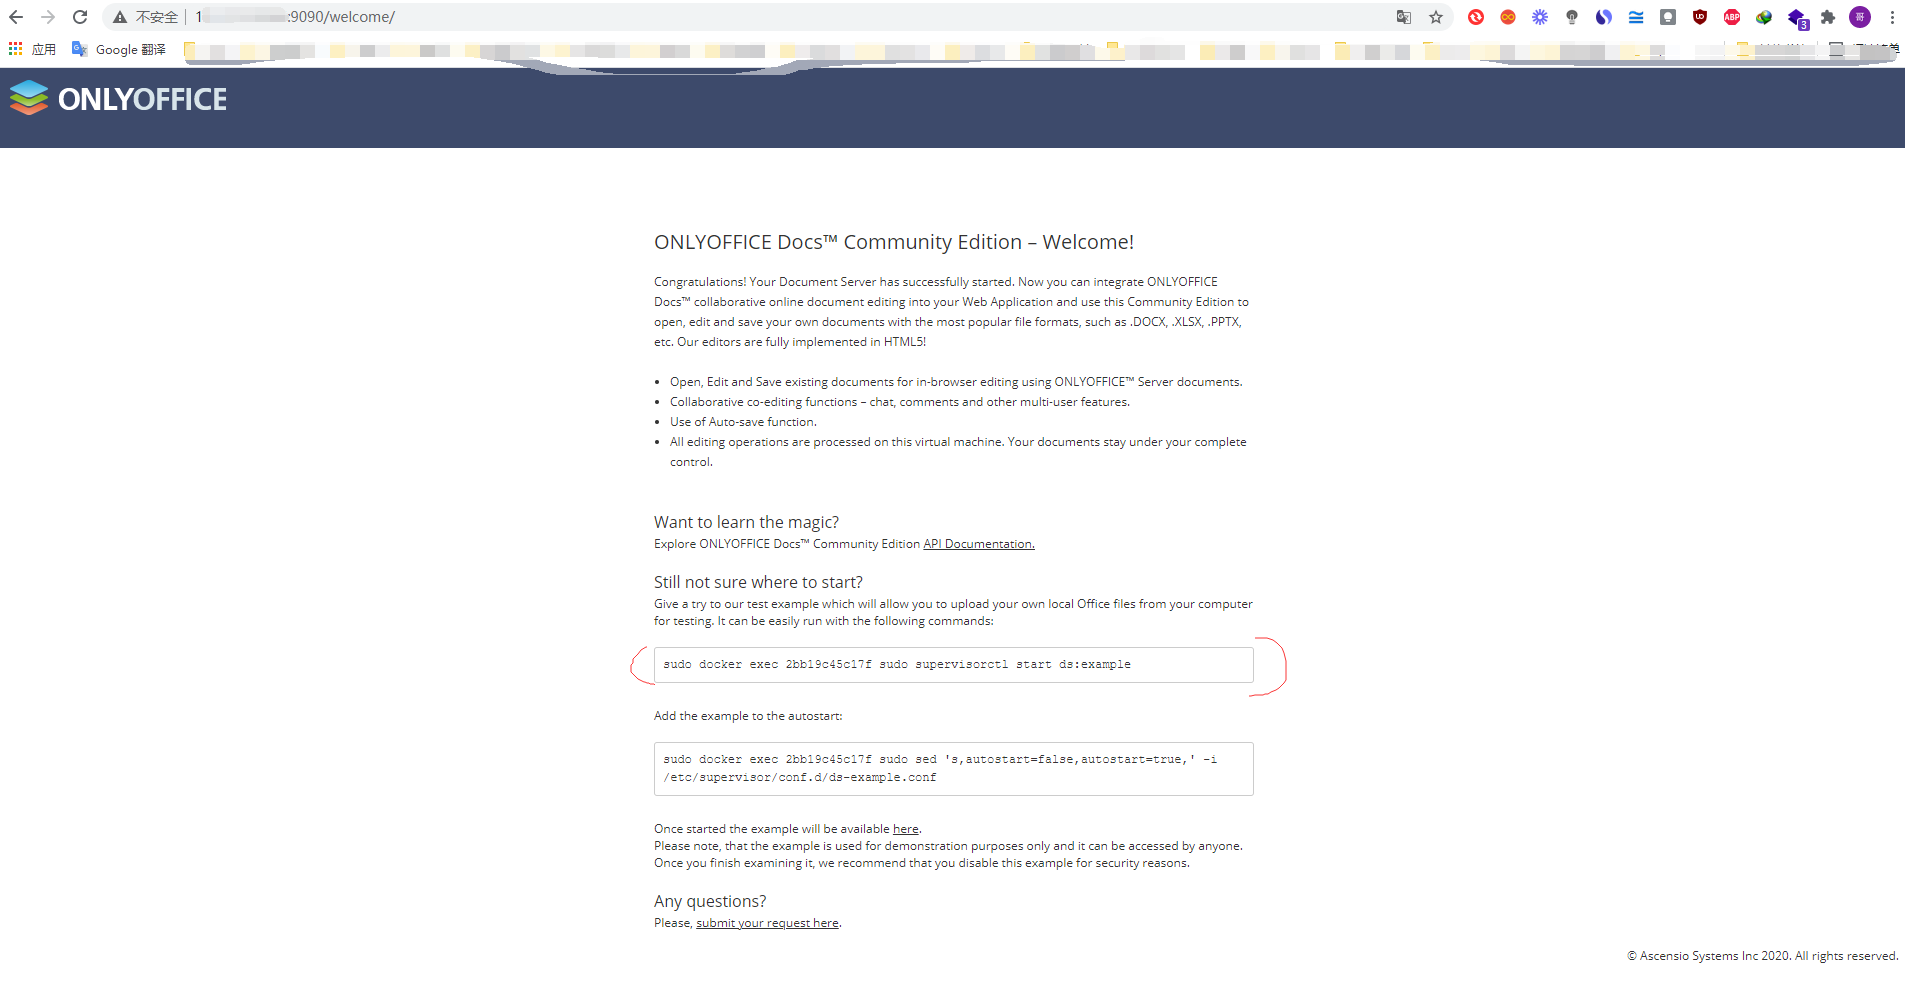 不安全
:9090/welcome/
应用
Google 翻译
3
ONLYOFFICE
ONLYOFFICE Docs™ Community Edition – Welcome!
Congratulations! Your Document Server has successfully started. Now you can integrate ONLYOFFICE
Docs™ collaborative online document editing into your Web Application and use this Community Edition to
open, edit and save your own documents with the most popular file formats, such as .DOCX, .XLSX, .PPTX,
etc. Our editors are fully implemented in HTML5!
• Open, Edit and Save existing documents for in-browser editing using ONLYOFFICE™ Server documents.
• Collaborative co-editing functions – chat, comments and other multi-user features.
• Use of Auto-save function.
• All editing operations are processed on this virtual machine. Your documents stay under your complete
control.
Want to learn the magic?
Explore ONLYOFFICE Docs™ Community Edition API Documentation.
Still not sure where to start?
Give a try to our test example which will allow you to upload your own local Office files from your computer
for testing. It can be easily run with the following commands:
sudo docker exec 2bb19c45c17f sudo supervisorctl start ds:example
Add the example to the autostart:
sudo docker exec 2bb19c45c17f sudo sed 's,autostart=false,autostart=true,' -i
/etc/supervisor/conf.d/ds-example.conf
Once started the example will be available here.
Please note, that the example is used for demonstration purposes only and it can be accessed by anyone.
Once you finish examining it, we recommend that you disable this example for security reasons.
Any questions?
Please, submit your request here.
© Ascensio Systems Inc 2020. All rights reserved.